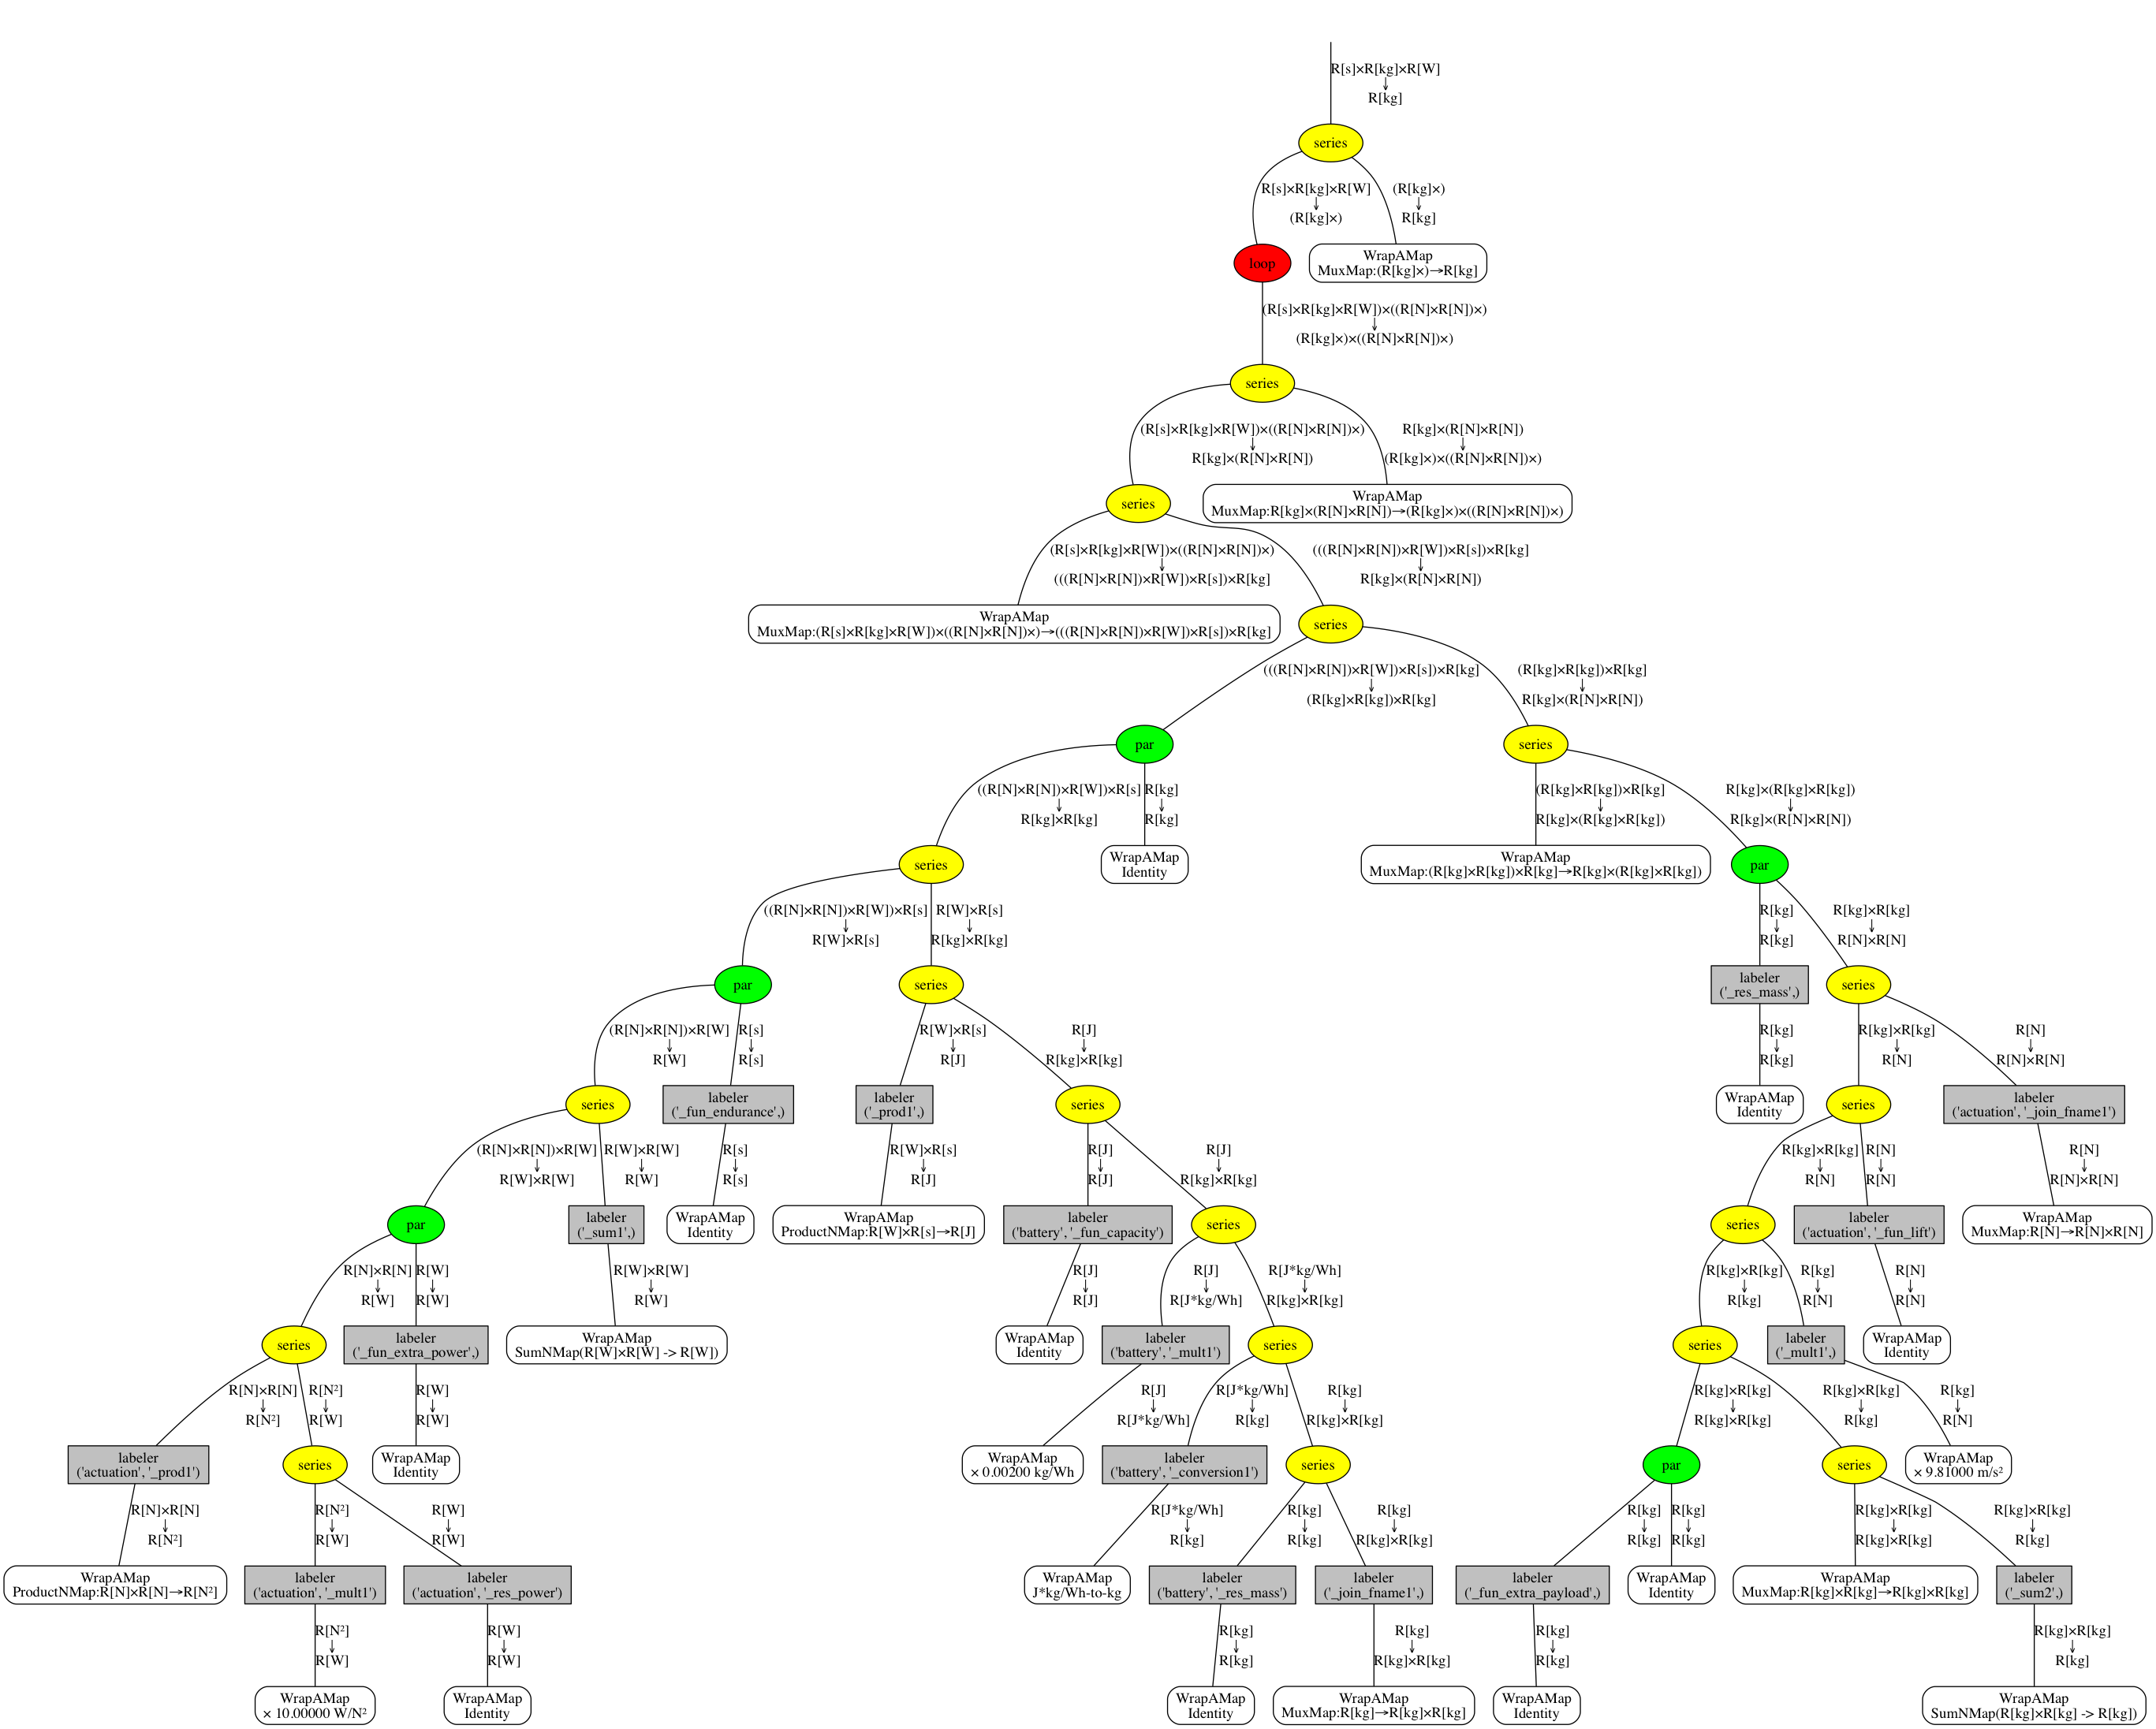 R[s]×R[kg]×R[W]
↓
R[kg]
series
R[s]×R[kg]×R[W]
↓
(R[kg]×)
(R[kg]×)
↓
R[kg]
loop
WrapAMap
MuxMap:(R[kg]×)→R[kg]
(R[s]×R[kg]×R[W])×((R[N]×R[N])×)
↓
(R[kg]×)×((R[N]×R[N])×)
series
(R[s]×R[kg]×R[W])×((R[N]×R[N])×)
↓
R[kg]×(R[N]×R[N])
R[kg]×(R[N]×R[N])
↓
(R[kg]×)×((R[N]×R[N])×)
series
WrapAMap
MuxMap:R[kg]×(R[N]×R[N])→(R[kg]×)×((R[N]×R[N])×)
(R[s]×R[kg]×R[W])×((R[N]×R[N])×)
↓
(((R[N]×R[N])×R[W])×R[s])×R[kg]
(((R[N]×R[N])×R[W])×R[s])×R[kg]
↓
R[kg]×(R[N]×R[N])
WrapAMap
MuxMap:(R[s]×R[kg]×R[W])×((R[N]×R[N])×)→(((R[N]×R[N])×R[W])×R[s])×R[kg]
series
(((R[N]×R[N])×R[W])×R[s])×R[kg]
↓
(R[kg]×R[kg])×R[kg]
(R[kg]×R[kg])×R[kg]
↓
R[kg]×(R[N]×R[N])
par
series
((R[N]×R[N])×R[W])×R[s]
↓
R[kg]×R[kg]
R[kg]
↓
R[kg]
(R[kg]×R[kg])×R[kg]
↓
R[kg]×(R[kg]×R[kg])
R[kg]×(R[kg]×R[kg])
↓
R[kg]×(R[N]×R[N])
series
WrapAMap
Identity
WrapAMap
MuxMap:(R[kg]×R[kg])×R[kg]→R[kg]×(R[kg]×R[kg])
par
((R[N]×R[N])×R[W])×R[s]
↓
R[W]×R[s]
R[W]×R[s]
↓
R[kg]×R[kg]
R[kg]
↓
R[kg]
R[kg]×R[kg]
↓
R[N]×R[N]
par
series
labeler
('_res_mass',)
series
(R[N]×R[N])×R[W]
↓
R[W]
R[s]
↓
R[s]
R[W]×R[s]
↓
R[J]
R[J]
↓
R[kg]×R[kg]
R[kg]
↓
R[kg]
R[kg]×R[kg]
↓
R[N]
R[N]
↓
R[N]×R[N]
series
labeler
('_fun_endurance',)
labeler
('_prod1',)
series
WrapAMap
Identity
series
labeler
('actuation', '_join_fname1')
(R[N]×R[N])×R[W]
↓
R[W]×R[W]
R[W]×R[W]
↓
R[W]
R[s]
↓
R[s]
R[W]×R[s]
↓
R[J]
R[J]
↓
R[J]
R[J]
↓
R[kg]×R[kg]
R[kg]×R[kg]
↓
R[N]
R[N]
↓
R[N]
R[N]
↓
R[N]×R[N]
par
labeler
('_sum1',)
WrapAMap
Identity
WrapAMap
ProductNMap:R[W]×R[s]→R[J]
labeler
('battery', '_fun_capacity')
series
series
labeler
('actuation', '_fun_lift')
WrapAMap
MuxMap:R[N]→R[N]×R[N]
R[N]×R[N]
↓
R[W]
R[W]
↓
R[W]
R[W]×R[W]
↓
R[W]
R[J]
↓
R[J]
R[J]
↓
R[J*kg/Wh]
R[J*kg/Wh]
↓
R[kg]×R[kg]
R[kg]×R[kg]
↓
R[kg]
R[kg]
↓
R[N]
R[N]
↓
R[N]
series
labeler
('_fun_extra_power',)
WrapAMap
SumNMap(R[W]×R[W] -> R[W])
WrapAMap
Identity
labeler
('battery', '_mult1')
series
series
labeler
('_mult1',)
WrapAMap
Identity
R[N]×R[N]
↓
R[N²]
R[N²]
↓
R[W]
R[W]
↓
R[W]
R[J]
↓
R[J*kg/Wh]
R[J*kg/Wh]
↓
R[kg]
R[kg]
↓
R[kg]×R[kg]
R[kg]×R[kg]
↓
R[kg]×R[kg]
R[kg]×R[kg]
↓
R[kg]
R[kg]
↓
R[N]
labeler
('actuation', '_prod1')
series
WrapAMap
Identity
WrapAMap
× 0.00200 kg/Wh
labeler
('battery', '_conversion1')
series
par
series
WrapAMap
× 9.81000 m/s²
R[N]×R[N]
↓
R[N²]
R[N²]
↓
R[W]
R[W]
↓
R[W]
R[J*kg/Wh]
↓
R[kg]
R[kg]
↓
R[kg]
R[kg]
↓
R[kg]×R[kg]
R[kg]
↓
R[kg]
R[kg]
↓
R[kg]
R[kg]×R[kg]
↓
R[kg]×R[kg]
R[kg]×R[kg]
↓
R[kg]
WrapAMap
ProductNMap:R[N]×R[N]→R[N²]
labeler
('actuation', '_mult1')
labeler
('actuation', '_res_power')
WrapAMap
J*kg/Wh-to-kg
labeler
('battery', '_res_mass')
labeler
('_join_fname1',)
labeler
('_fun_extra_payload',)
WrapAMap
Identity
WrapAMap
MuxMap:R[kg]×R[kg]→R[kg]×R[kg]
labeler
('_sum2',)
R[N²]
↓
R[W]
R[W]
↓
R[W]
R[kg]
↓
R[kg]
R[kg]
↓
R[kg]×R[kg]
R[kg]
↓
R[kg]
R[kg]×R[kg]
↓
R[kg]
WrapAMap
× 10.00000 W/N²
WrapAMap
Identity
WrapAMap
Identity
WrapAMap
MuxMap:R[kg]→R[kg]×R[kg]
WrapAMap
Identity
WrapAMap
SumNMap(R[kg]×R[kg] -> R[kg])